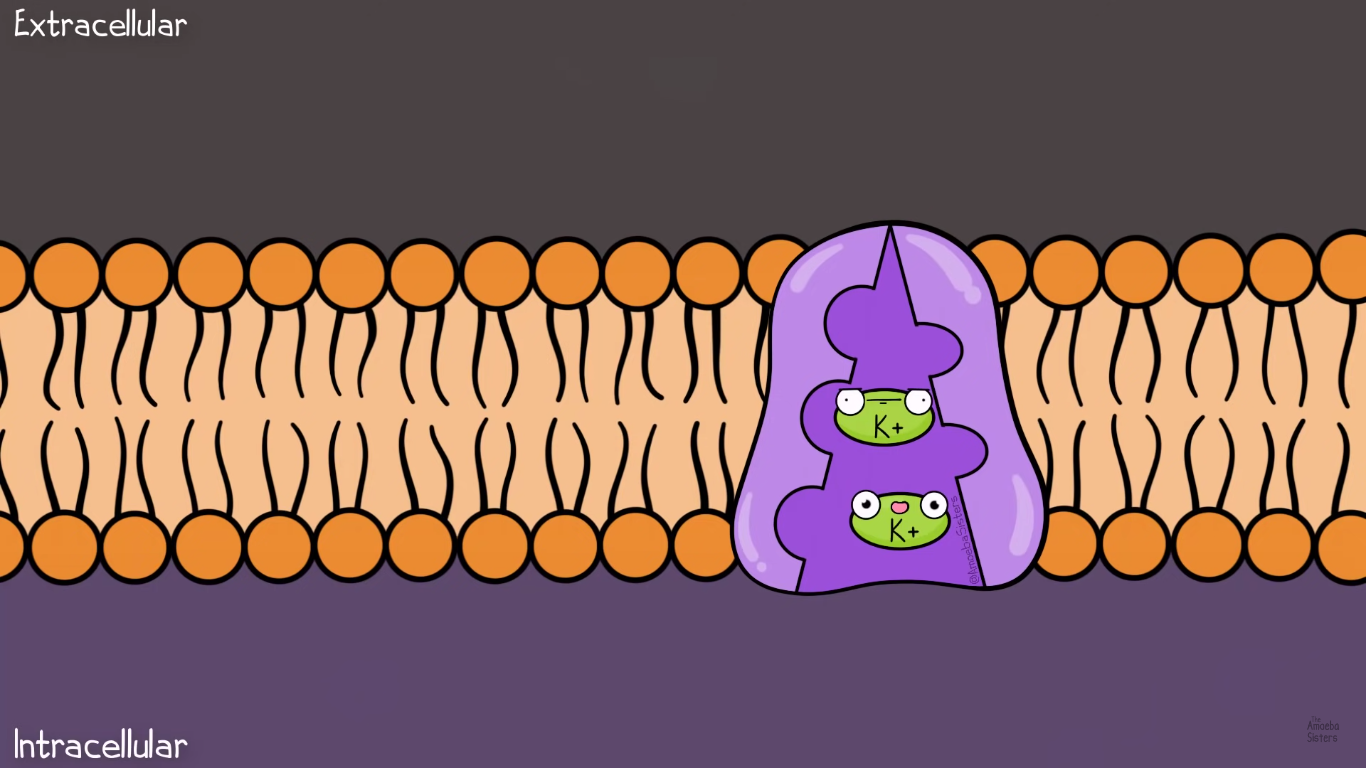 Extracellular
K+
K+
@AmoebaSisters
Intracellular
The
Amoeba
Sisters